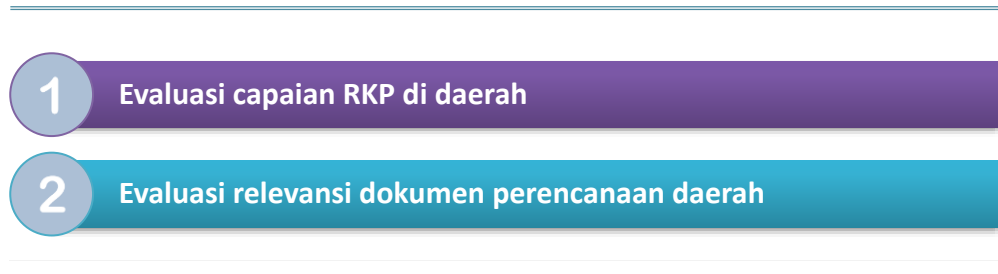 1
Evaluasi capaian RKP di daerah
2
Evaluasi relevansi dokumen perencanaan daerah